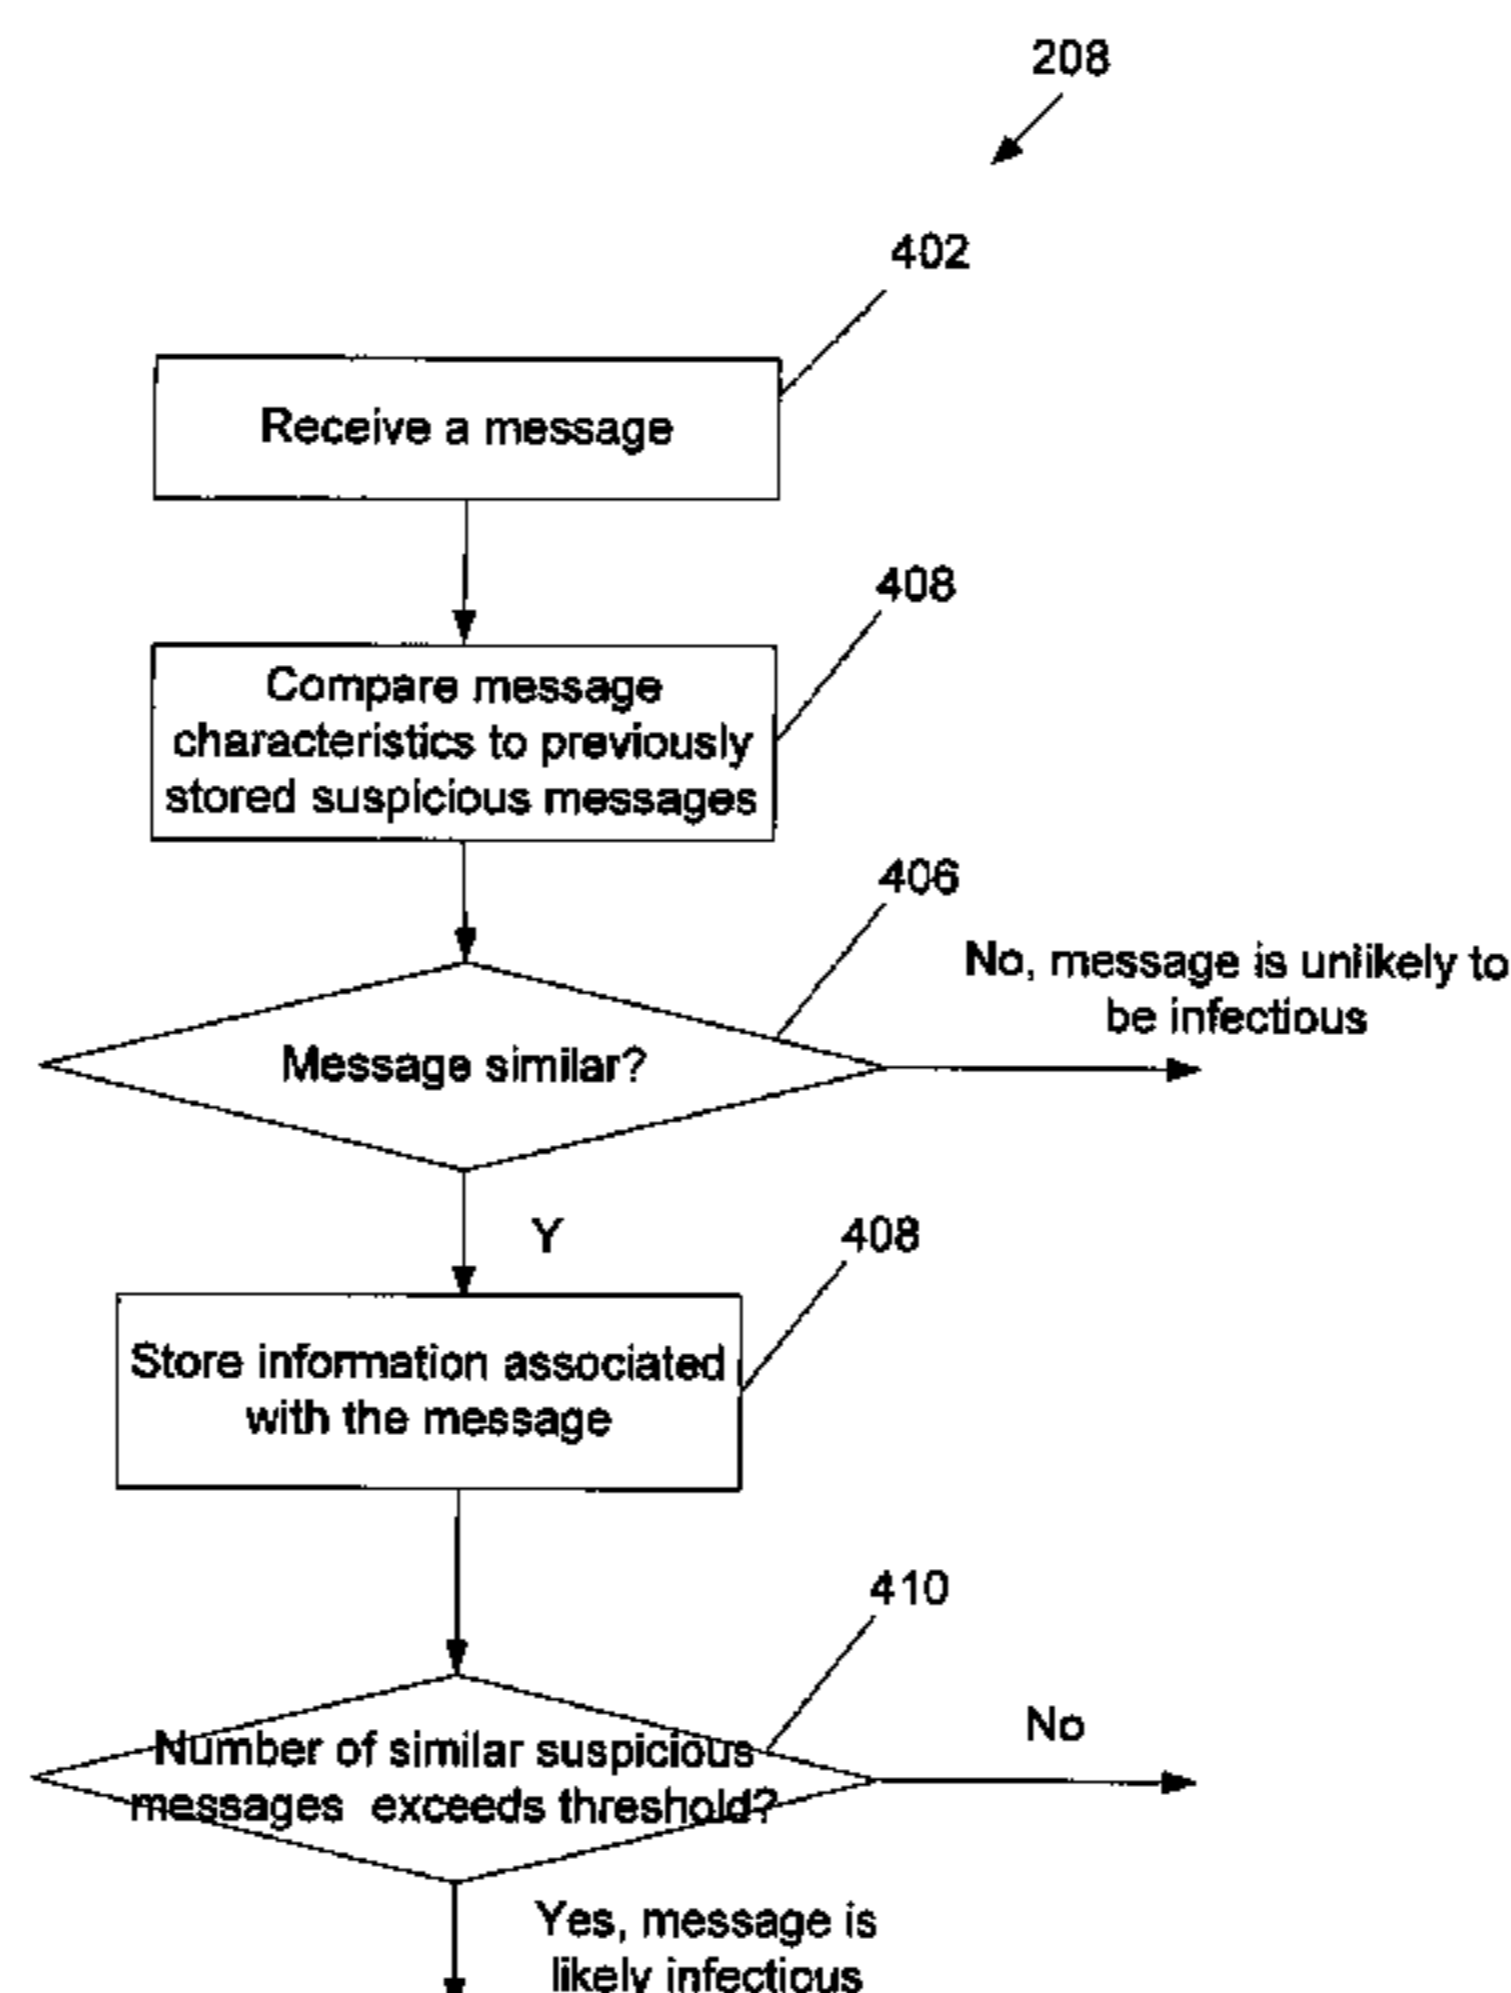 208
402
Receive a message
408
Compare message
characteristics to previously
stored suspicious messages
406
No, message is unlikely to
be infectious
Message similar?
Y
408
Store information associated
with the message
410
Number of similar suspicious
messages exceeds threshold?
No
Yes, message is
likely infectious